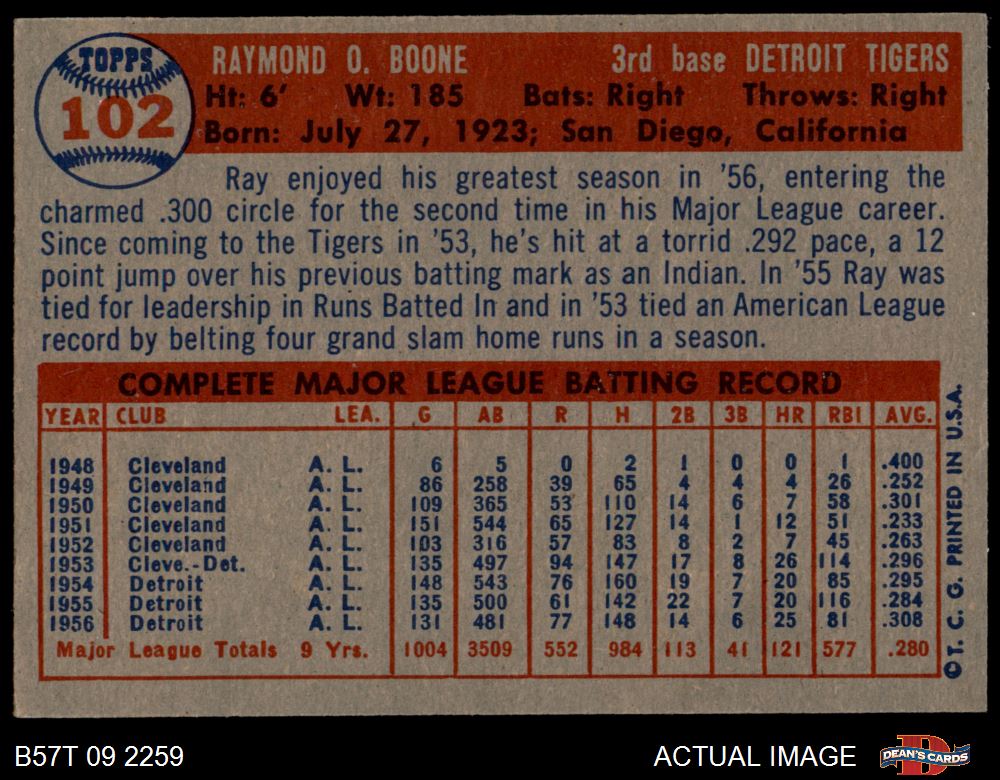 TOPPS
102
RAYMOND O. BOONE 3rd base DETROIT TIGERS
Ht: 6' Wt: 185 Bats: Right Throws: Right
Born: July 27, 1923; San Diego, California
Ray enjoyed his greatest season in '56, entering the
charmed .300 circle for the second time in his Major League career.
Since coming to the Tigers in '53, he's hit at a torrid .292 pace, a 12
point jump over his previous batting mark as an Indian. In '55 Ray was
tied for leadership in Runs Batted In and in '53 tied an American League
record by belting four grand slam home runs in a season.
COMPLETE MAJOR LEAGUE BATTING RECORD
YEAR CLUB LEA. G AB R H 2B 3B HR RBI AVG.
1948 Cleveland A. L. 6 5 0 2 1 0 0 1 .400
1949 Cleveland A. L. 86 258 39 65 4 4 4 26 .252
1950 Cleveland A. L. 109 365 53 110 14 6 7 58 .301
1951 Cleveland A. L. 151 544 65 127 14 1 12 51 .233
1952 Cleveland A. L. 103 316 57 83 8 2 7 45 .263
1953 Cleve.-Det. A. L. 135 497 94 147 17 8 26 114 .296
1954 Detroit A. L. 148 543 76 160 19 7 20 85 .295
1955 Detroit A. L. 135 500 61 142 22 7 20 116 .284
1956 Detroit A. L. 131 481 77 148 14 6 25 81 .308
Major League Totals 9 Yrs. 1004 3509 552 984 113 41 121 577 .280
©T. C. G. PRINTED IN U.S.A.
B57T 09 2259 ACTUAL IMAGE DEAN'S CARDS